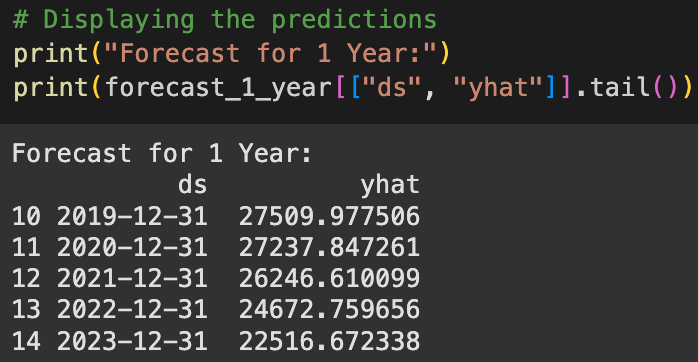 # Displaying the predictions
print("Forecast for 1 Year:")
print(forecast_1_year[["ds", "yhat"]].tail())
Forecast for 1 Year:
ds yhat
10 2019-12-31 27509.977506
11 2020-12-31 27237.847261
12 2021-12-31 26246.610099
13 2022-12-31 24672.759656
14 2023-12-31 22516.672338